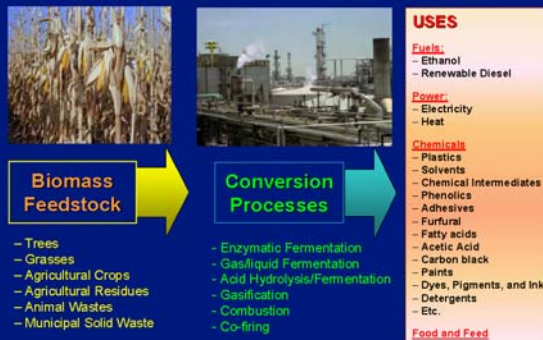 Biomass
Feedstock
– Trees
– Grasses
– Agricultural Crops
– Agricultural Residues
– Animal Wastes
– Municipal Solid Waste
Conversion
Processes
- Enzymatic Fermentation
- Gas/liquid Fermentation
- Acid Hydrolysis/Fermentation
- Gasification
- Combustion
- Co-firing
USES
Fuels:
– Ethanol
– Renewable Diesel
Power:
– Electricity
– Heat
Chemicals
– Plastics
– Solvents
– Chemical Intermediates
– Phenolics
– Adhesives
– Furfural
– Fatty acids
– Acetic Acid
– Carbon black
– Paints
– Dyes, Pigments, and Ink
– Detergents
– Etc.
Food and Feed